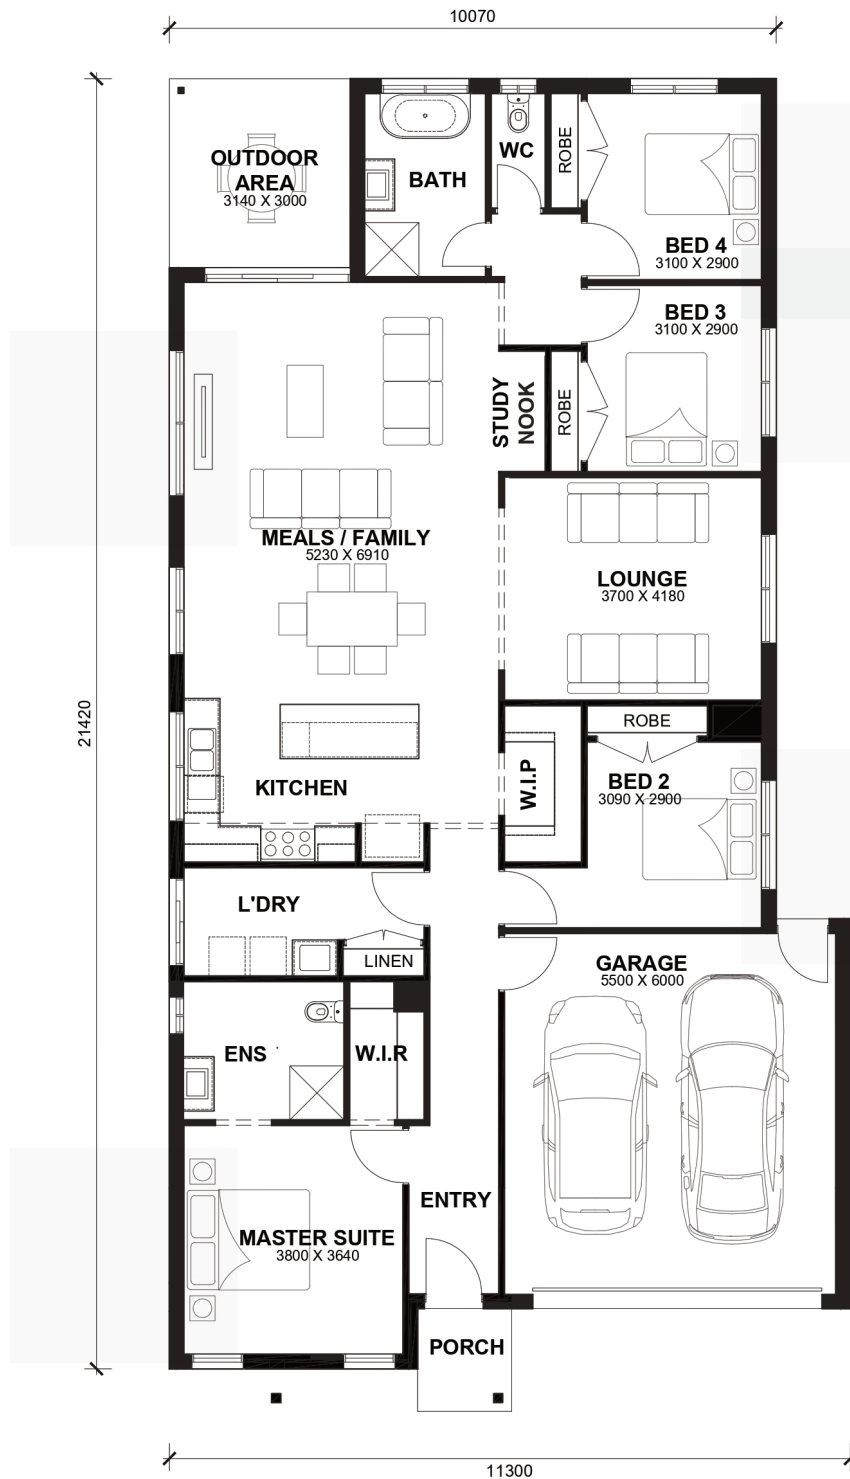 10070
OUTDOOR
AREA
3140 X 3000
BATH
WC
ROBE
BED 4
3100 X 2900
BED 3
3100 X 2900
STUDY
NOOK
ROBE
MEALS / FAMILY
5230 X 6910
LOUNGE
3700 X 4180
21420
ROBE
KITCHEN
W.I.P
BED 2
3090 X 2900
L'DRY
LINEN
GARAGE
5500 X 6000
ENS
W.I.R
ENTRY
MASTER SUITE
3800 X 3640
PORCH
11300